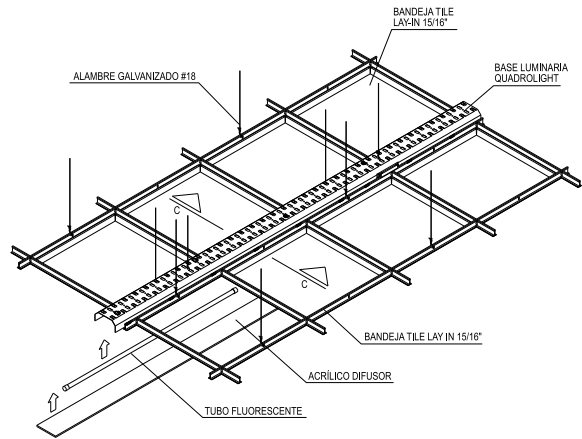 BANDEJA TILE
LAY-IN 15/16"
ALAMBRE GALVANIZADO #18
BASE LUMINARIA
QUADROLIGHT
C
C
BANDEJA TILE LAY IN 15/16"
ACRÍLICO DIFUSOR
TUBO FLUORESCENTE